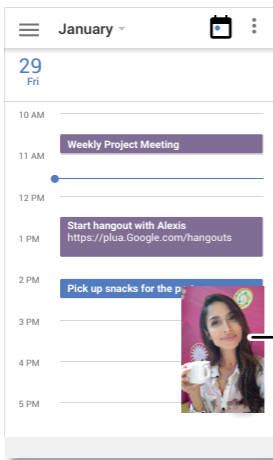 January
29
Fri
10 AM
Weekly Project Meeting
11 AM
12 PM
Start hangout with Alexis
https://plua.Google.com/hangouts
1 PM
2 PM
Pick up snacks for the
3 PM
4 PM
5 PM